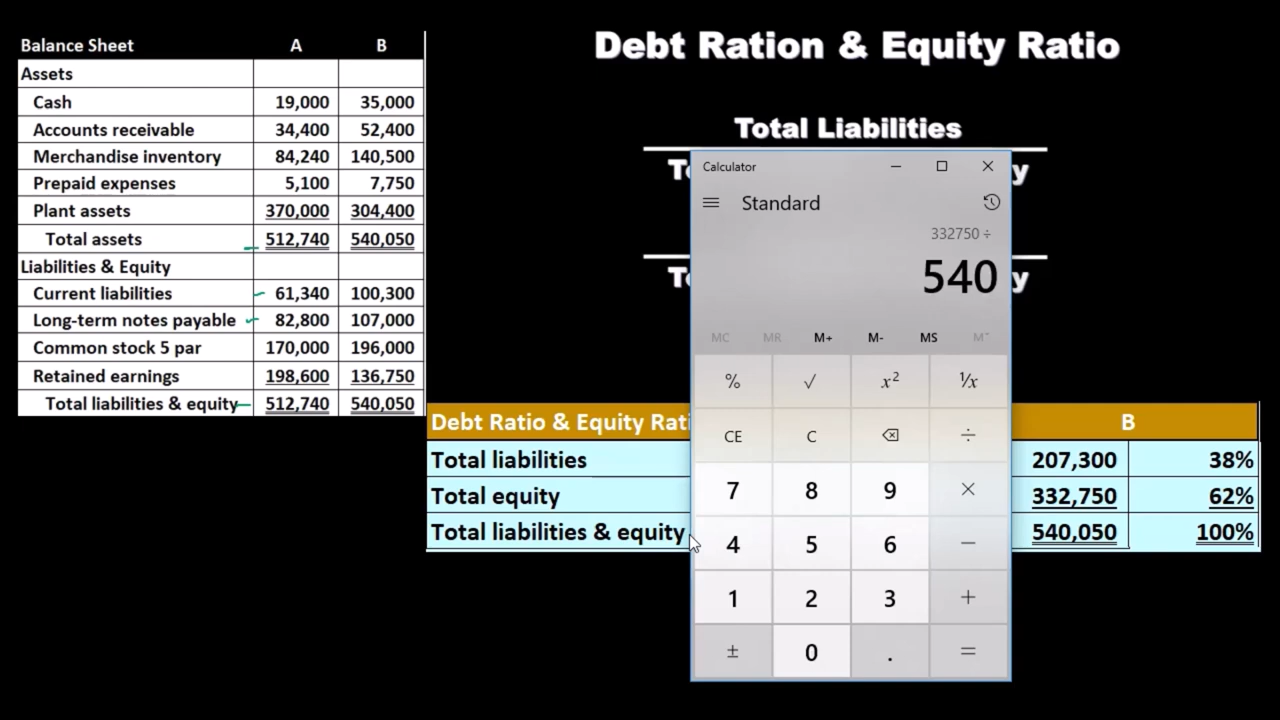 Balance Sheet A B
Assets
Cash 19,000 35,000
Accounts receivable 34,400 52,400
Merchandise inventory 84,240 140,500
Prepaid expenses 5,100 7,750
Plant assets 370,000 304,400
Total assets 512,740 540,050
Liabilities & Equity
Current liabilities 61,340 100,300
Long-term notes payable 82,800 107,000
Common stock 5 par 170,000 196,000
Retained earnings 198,600 136,750
Total liabilities & equity 512,740 540,050
Debt Ration & Equity Ratio
Total Liabilities
Calculator
Standard
332750 ÷
540
MC MR M+ M- MS M˅
% √ x² ¹/x
CE C ⌫ ÷
7 8 9 ×
4 5 6 −
1 2 3 +
± 0 . =
Debt Ratio & Equity Rati B
Total liabilities 207,300 38%
Total equity 332,750 62%
Total liabilities & equity 540,050 100%